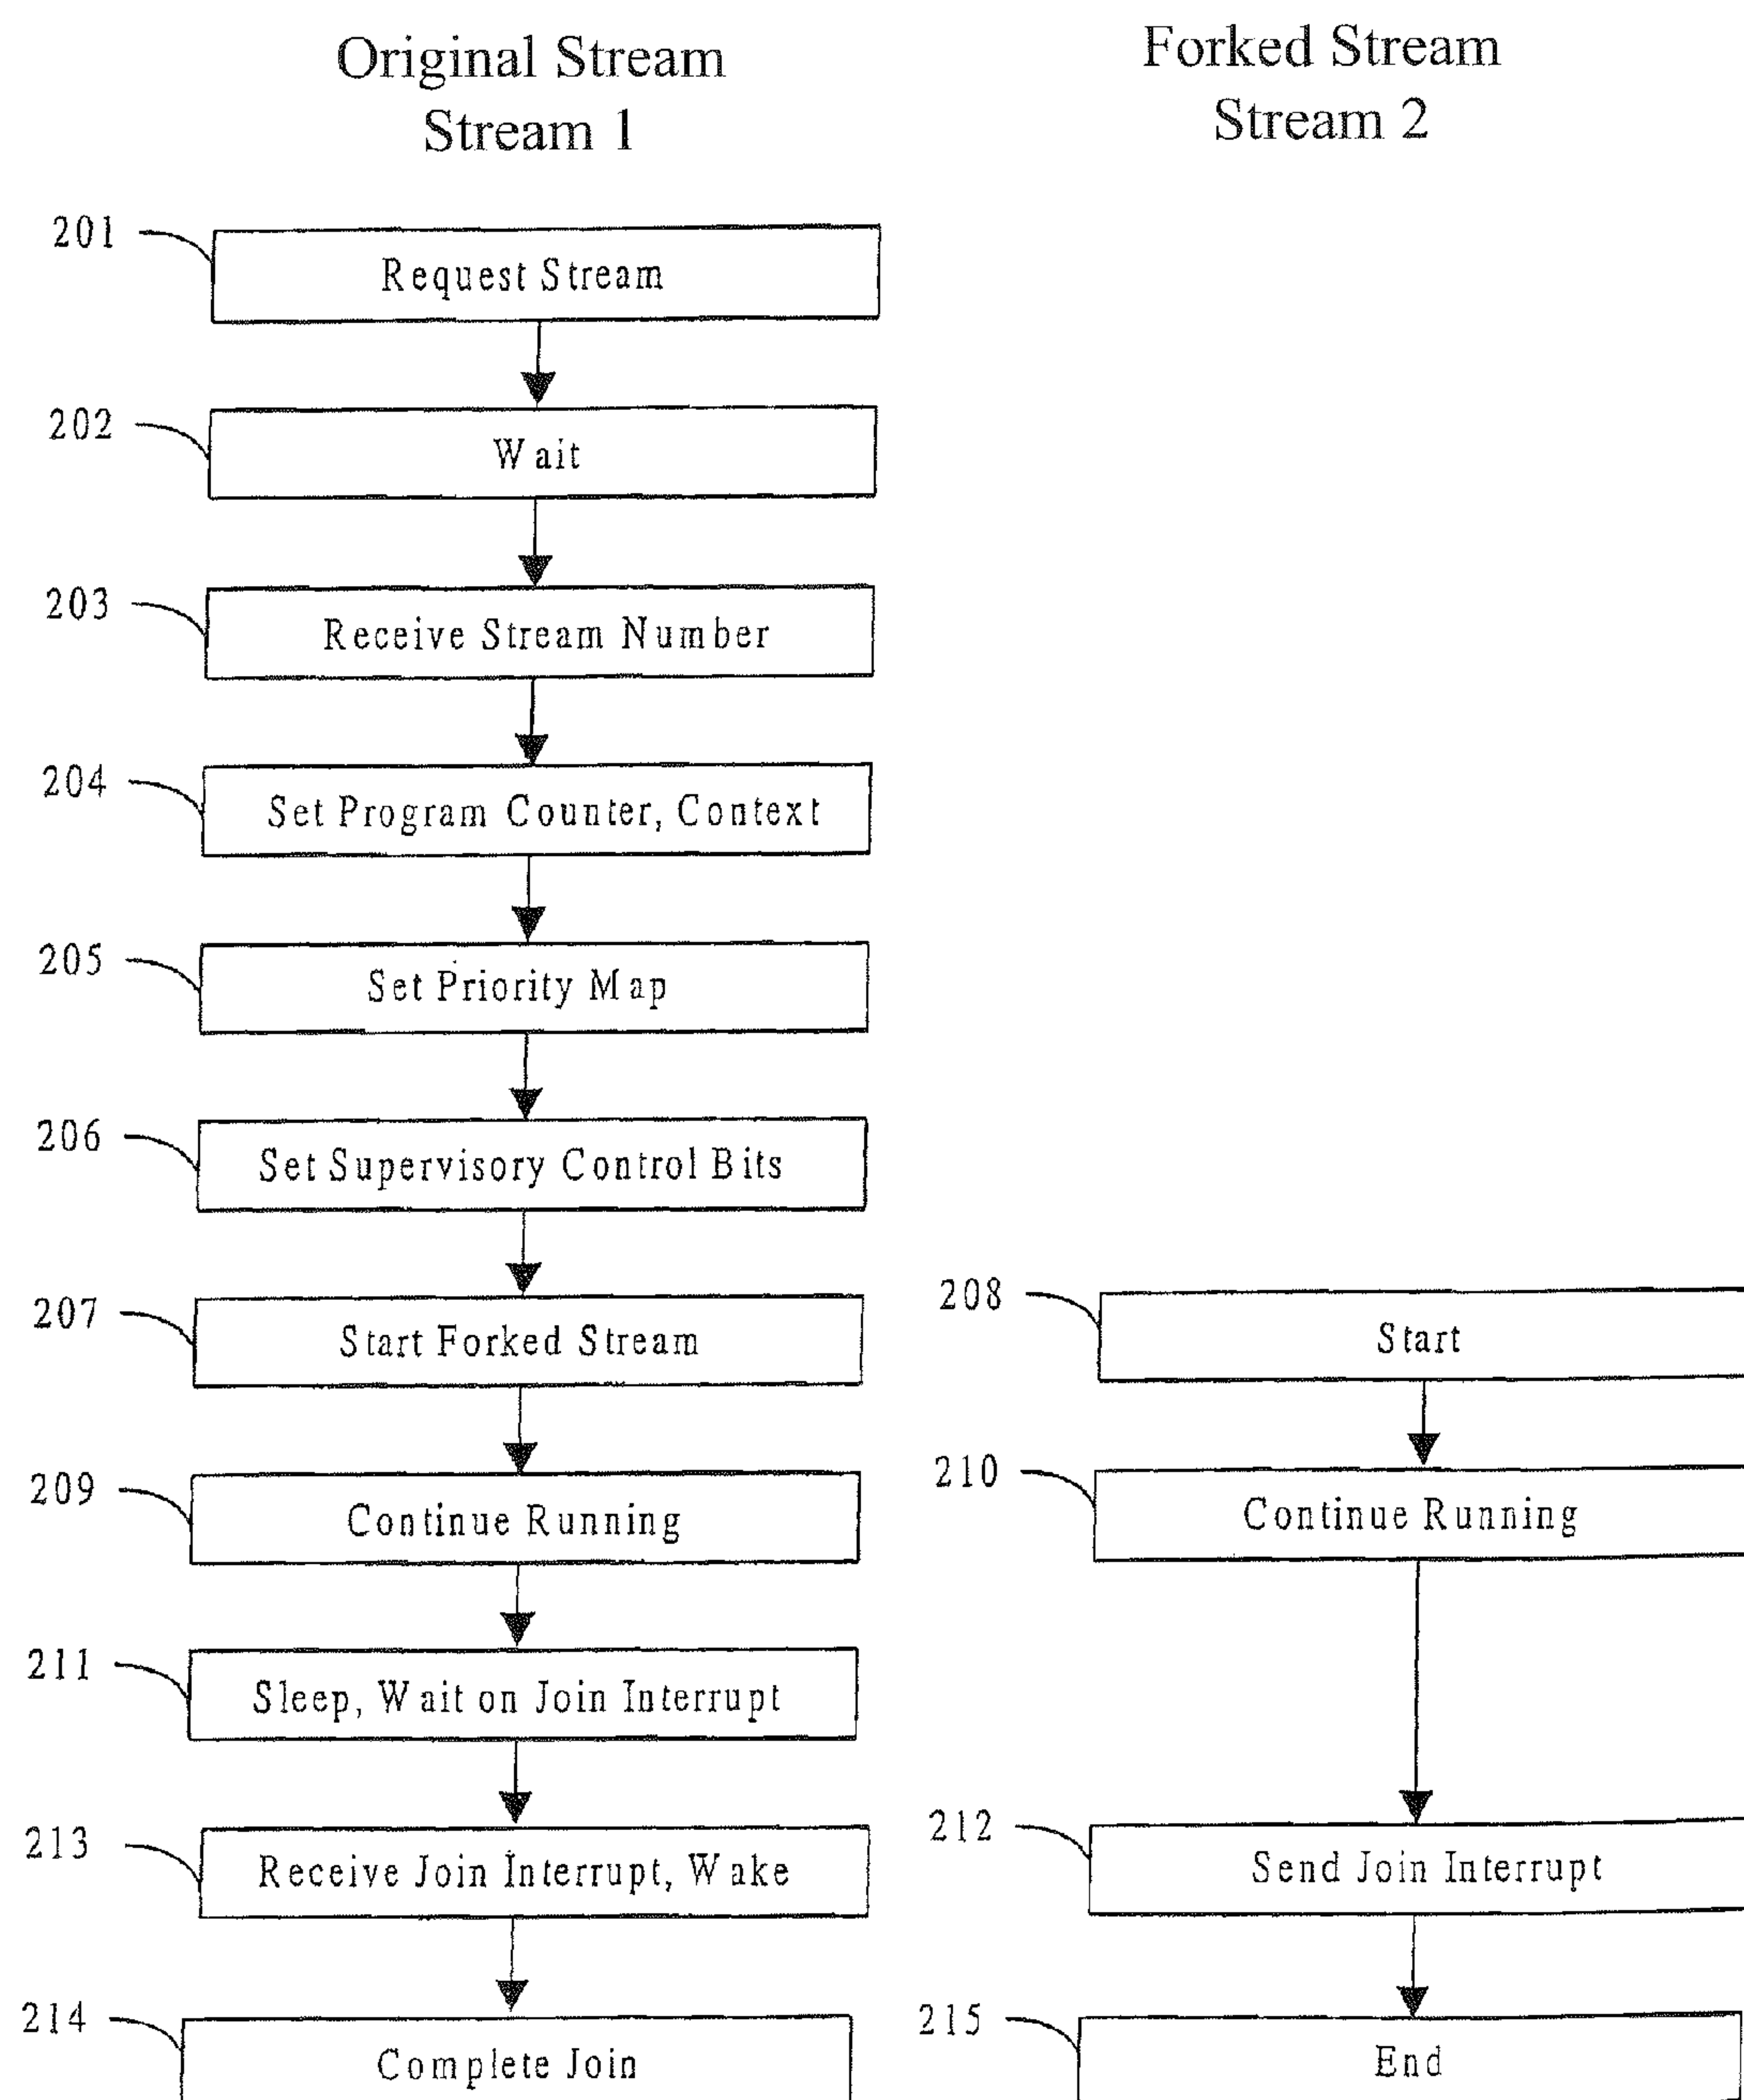 Original Stream
Stream 1
Forked Stream
Stream 2
201
Request Stream
202
Wait
203
Receive Stream Number
204
Set Program Counter, Context
205
Set Priority Map
206
Set Supervisory Control Bits
207
Start Forked Stream
208
Start
209
Continue Running
210
Continue Running
211
Sleep, Wait on Join Interrupt
213
Receive Join Interrupt, Wake
212
Send Join Interrupt
214
Complete Join
215
End